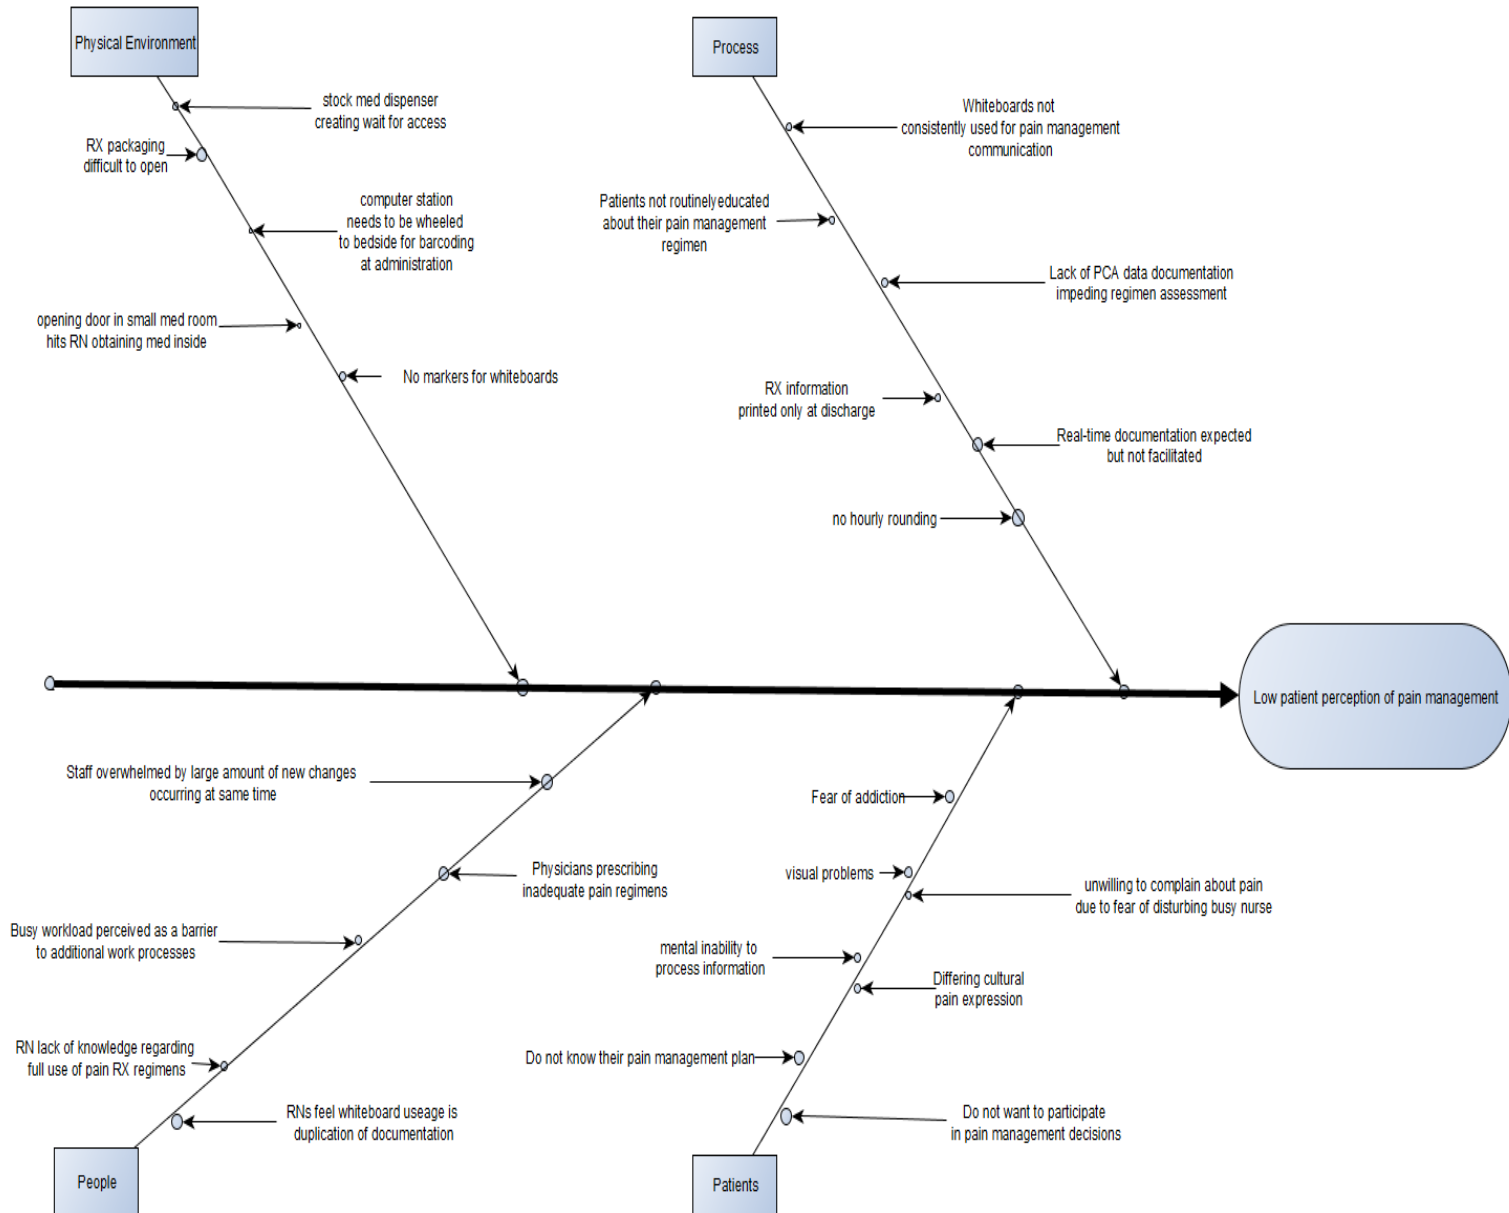 Physical Environment
stock med dispenser
creating wait for access
RX packaging
difficult to open
computer station
needs to be wheeled
to bedside for barcoding
at administration
opening door in small med room
hits RN obtaining med inside
No markers for whiteboards
Process
Whiteboards not
consistently used for pain management
communication
Patients not routinelyeducated
about their pain management
regimen
Lack of PCA data documentation
impeding regimen assessment
RX information
printed only at discharge
Real-time documentation expected
but not facilitated
no hourly rounding
Low patient perception of pain management
Staff overwhelmed by large amount of new changes
occurring at same time
Physicians prescribing
inadequate pain regimens
Busy workload perceived as a barrier
to additional work processes
RN lack of knowledge regarding
full use of pain RX regimens
RNs feel whiteboard useage is
duplication of documentation
People
Fear of addiction
visual problems
unwilling to complain about pain
due to fear of disturbing busy nurse
mental inability to
process information
Differing cultural
pain expression
Do not know their pain management plan
Do not want to participate
in pain management decisions
Patients